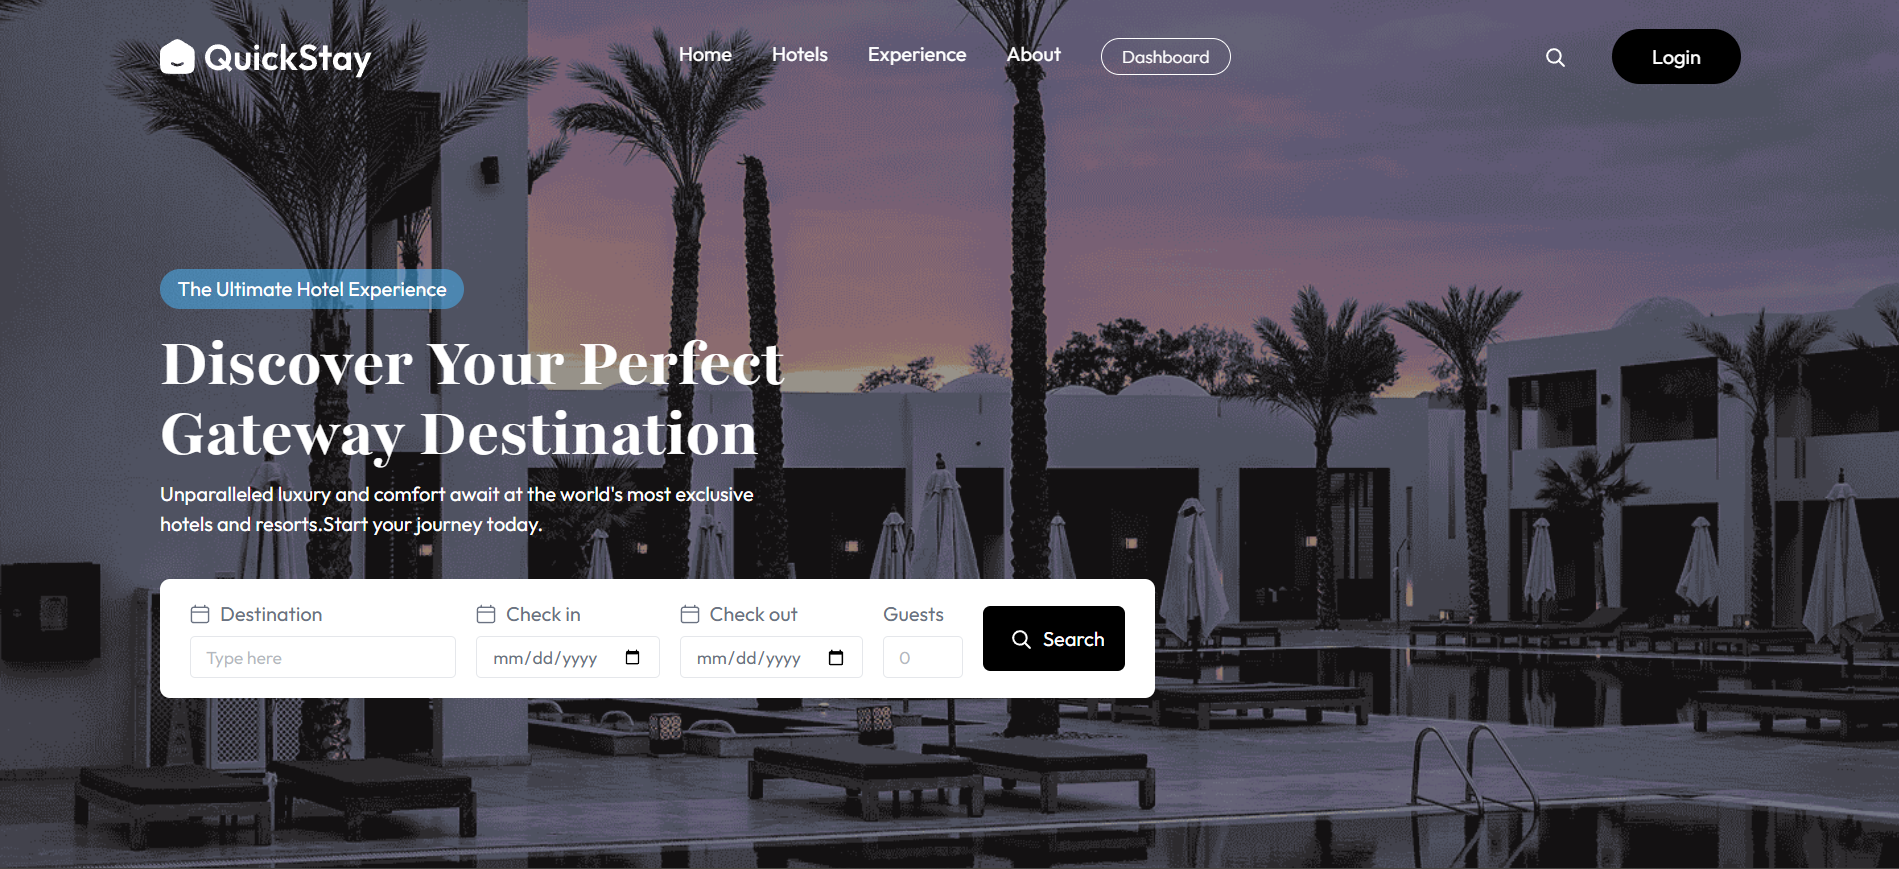 QuickStay
Home Hotels Experience About Dashboard
Login
The Ultimate Hotel Experience
Discover Your Perfect
Gateway Destination
Unparalleled luxury and comfort await at the world's most exclusive
hotels and resorts.Start your journey today.
Destination Check in Check out Guests
Type here mm/dd/yyyy mm/dd/yyyy 0
Search